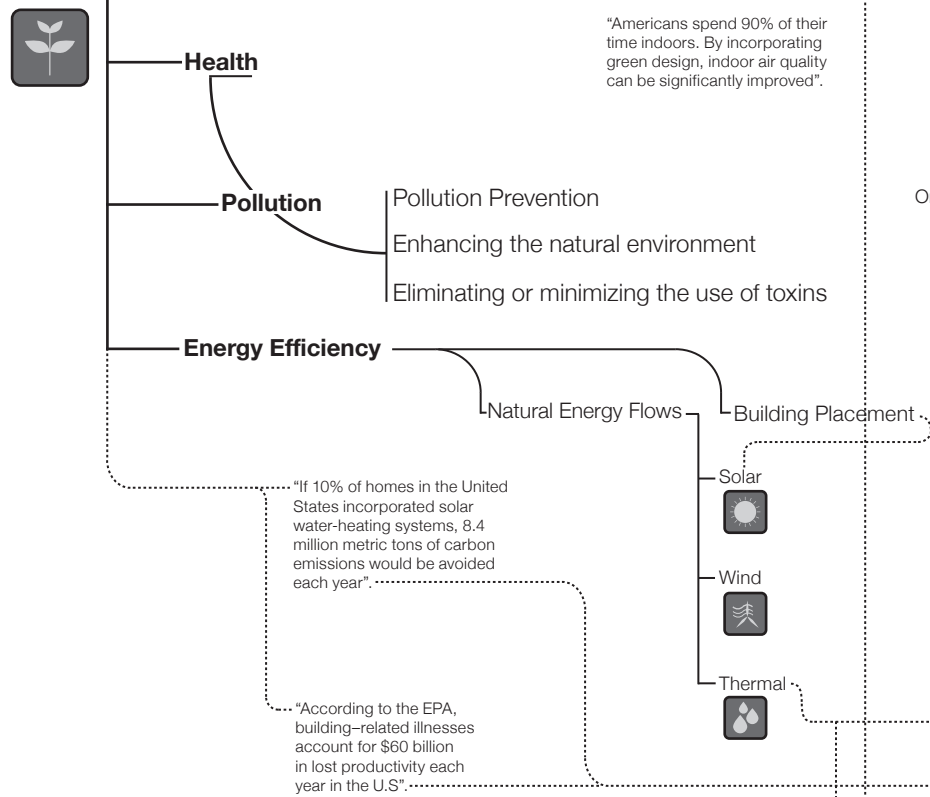 “Americans spend 90% of their
time indoors. By incorporating
green design, indoor air quality
can be significantly improved”.
Health
Pollution
Pollution Prevention
Enhancing the natural environment
Eliminating or minimizing the use of toxins
Energy Efficiency
Natural Energy Flows
Building Placement
Solar
Wind
Thermal
“If 10% of homes in the United
States incorporated solar
water-heating systems, 8.4
million metric tons of carbon
emissions would be avoided
each year”.
“According to the EPA,
building–related illnesses
account for $60 billion
in lost productivity each
year in the U.S”.